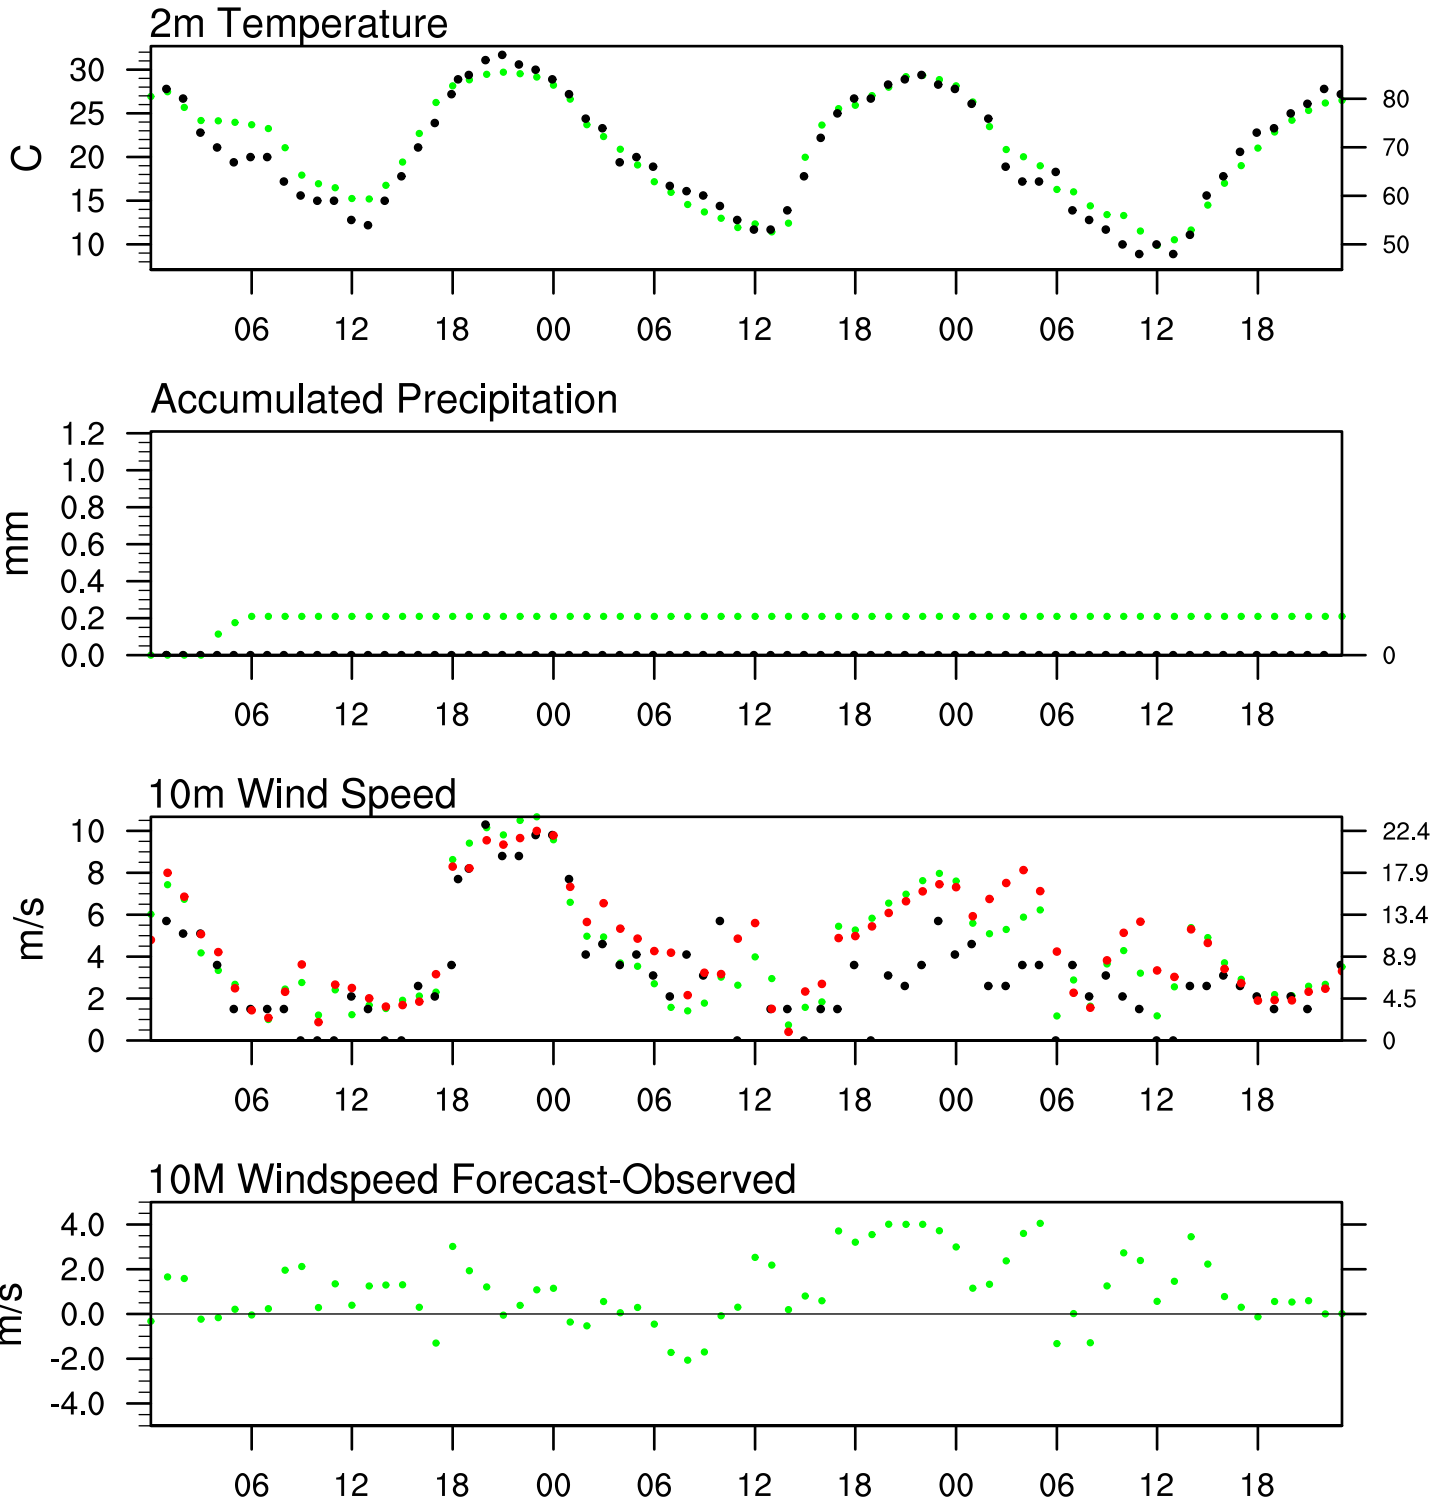 2m Temperature
30
25
20
15
10
C
80
70
60
50
06 12 18 00 06 12 18 00 06 12 18
Accumulated Precipitation
1.2
1.0
0.8
0.6
0.4
0.2
0.0
mm
0
06 12 18 00 06 12 18 00 06 12 18
10m Wind Speed
10
8
6
4
2
0
m/s
22.4
17.9
13.4
8.9
4.5
0
06 12 18 00 06 12 18 00 06 12 18
10M Windspeed Forecast-Observed
4.0
2.0
0.0
-2.0
-4.0
m/s
06 12 18 00 06 12 18 00 06 12 18